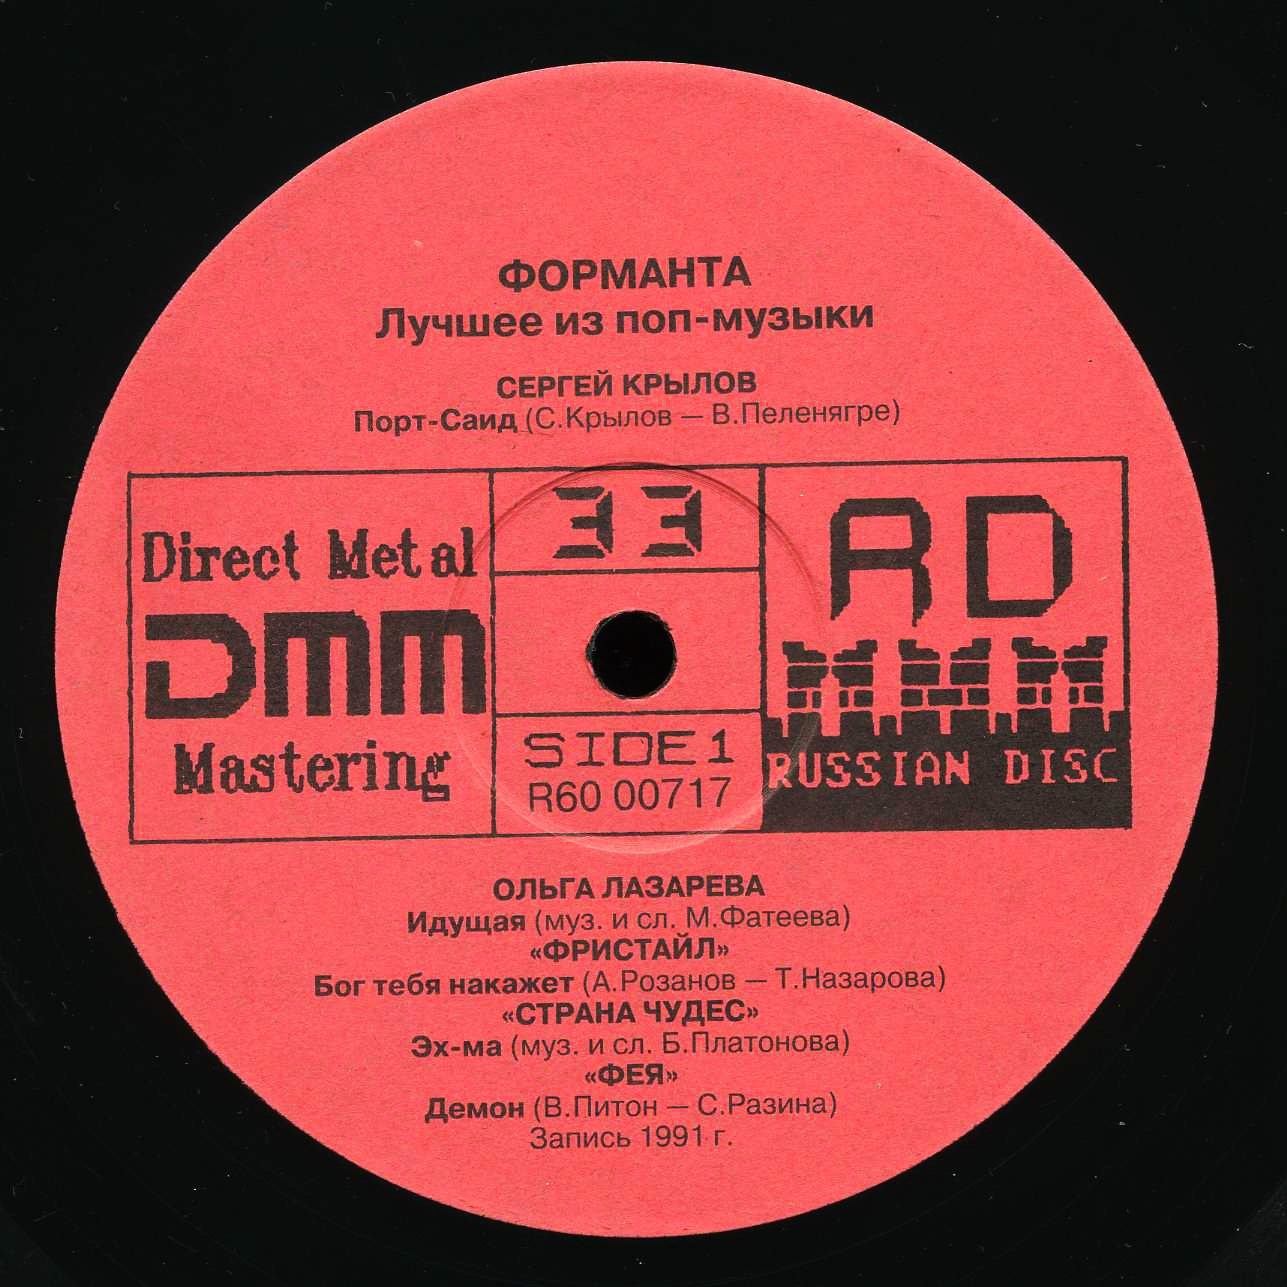 ФОРМАНТА
Лучшее из поп-музыки
СЕРГЕЙ КРЫЛОВ
Порт-Саид (С.Крылов — В.Пеленягре)
Direct Metal
DMM
Mastering
33
SIDE 1
R60 00717
RD
RUSSIAN DISC
ОЛЬГА ЛАЗАРЕВА
Идущая (муз. и сл. М.Фатеева)
«ФРИСТАЙЛ»
Бог тебя накажет (А.Розанов — Т.Назарова)
«СТРАНА ЧУДЕС»
Эх-ма (муз. и сл. Б.Платонова)
«ФЕЯ»
Демон (В.Питон — С.Разина)
Запись 1991 г.